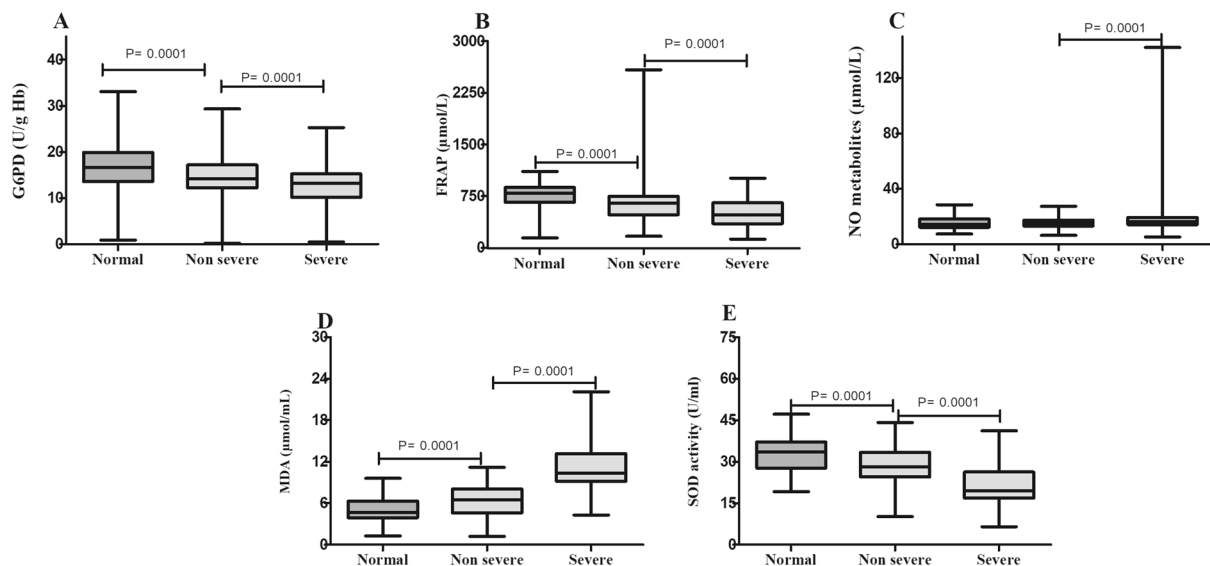 A
G6PD (U/g Hb)
40
30
20
10
0
P= 0.0001
P= 0.0001
Normal
Non severe
Severe
B
FRAP (µmol/L)
3000
2250
1500
750
0
P= 0.0001
P= 0.0001
Normal
Non severe
Severe
C
NO metabolites (µmol/L)
120
80
40
0
P= 0.0001
Normal
Non severe
Severe
D
MDA (µmol/mL)
30
24
18
12
6
0
P= 0.0001
P= 0.0001
Normal
Non severe
Severe
E
SOD activity (U/ml)
75
60
45
30
15
0
P= 0.0001
P= 0.0001
Normal
Non severe
Severe